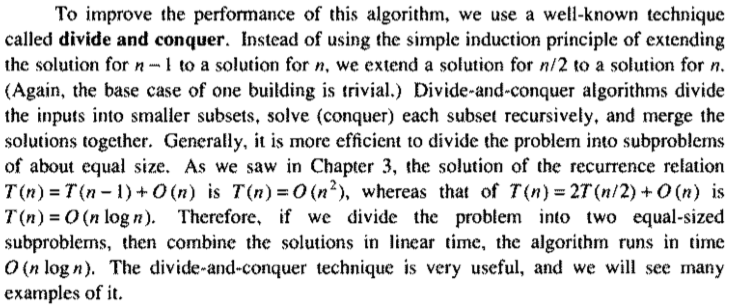 To improve the performance of this algorithm, we use a well-known technique
called divide and conquer. Instead of using the simple induction principle of extending
the solution for n − 1 to a solution for n, we extend a solution for n/2 to a solution for n.
(Again, the base case of one building is trivial.) Divide-and-conquer algorithms divide
the inputs into smaller subsets, solve (conquer) each subset recursively, and merge the
solutions together. Generally, it is more efficient to divide the problem into subproblems
of about equal size. As we saw in Chapter 3, the solution of the recurrence relation
T(n) = T(n − 1) + O(n) is T(n) = O(n²), whereas that of T(n) = 2T(n/2) + O(n) is
T(n) = O(n log n). Therefore, if we divide the problem into two equal-sized
subproblems, then combine the solutions in linear time, the algorithm runs in time
O(n log n). The divide-and-conquer technique is very useful, and we will see many
examples of it.